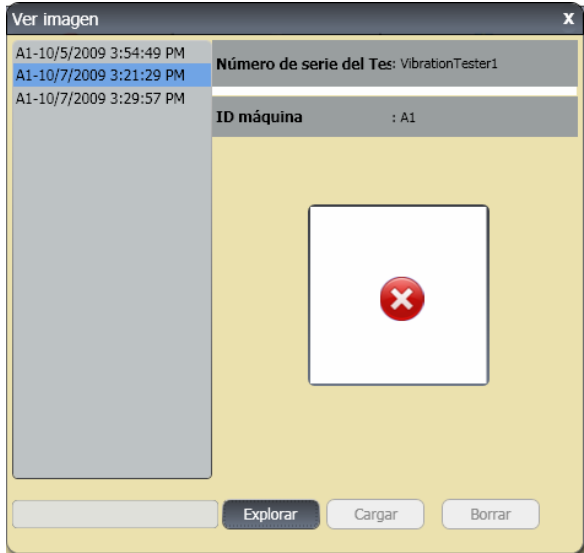 Ver imagen X
A1-10/5/2009 3:54:49 PM
A1-10/7/2009 3:21:29 PM
A1-10/7/2009 3:29:57 PM
Número de serie del Tes: VibrationTester1
ID máquina : A1
Explorar Cargar Borrar